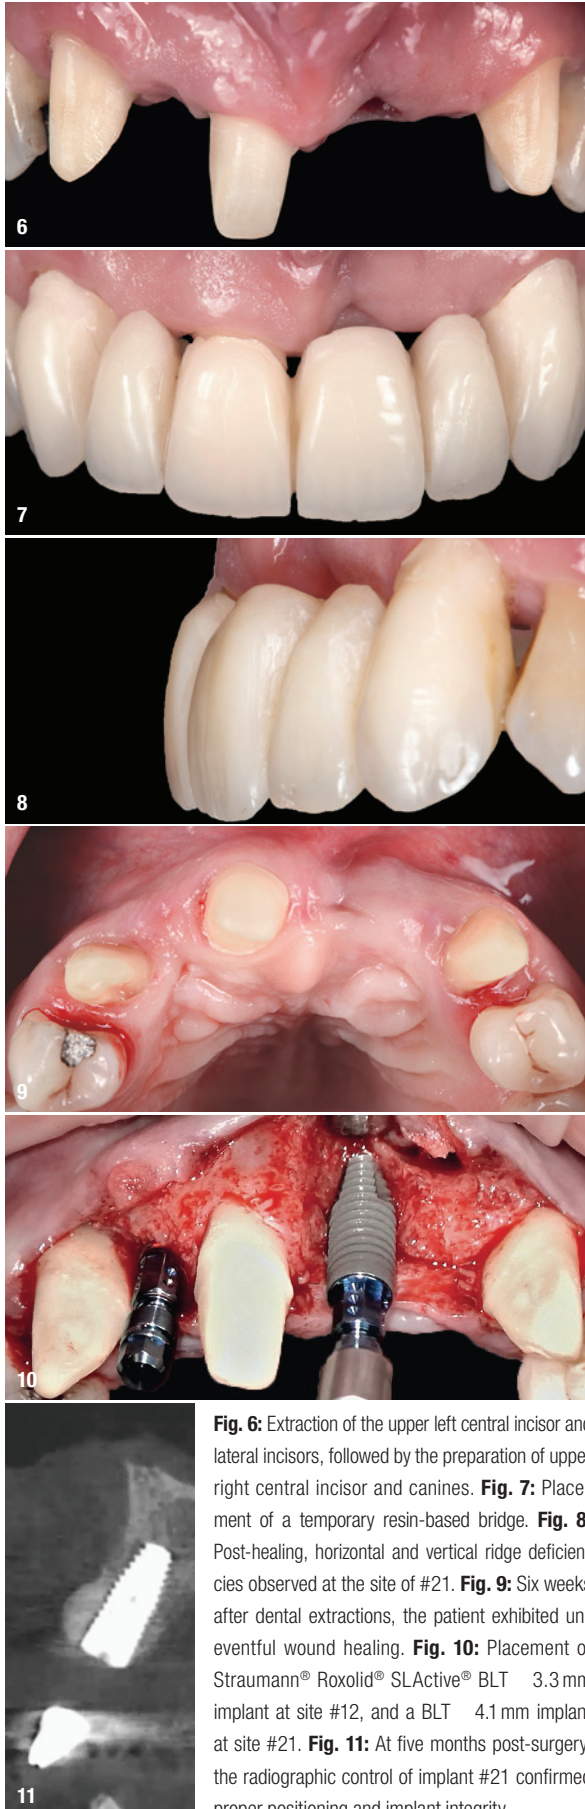 6
7
8
9
10
11
Fig. 6: Extraction of the upper left central incisor and
lateral incisors, followed by the preparation of uppe
right central incisor and canines. Fig. 7: Place
ment of a temporary resin-based bridge. Fig. 8
Post-healing, horizontal and vertical ridge deficien
cies observed at the site of #21. Fig. 9: Six weeks
after dental extractions, the patient exhibited un
eventful wound healing. Fig. 10: Placement o
Straumann® Roxolid® SLActive® BLT 3.3 mm
implant at site #12, and a BLT 4.1 mm implan
at site #21. Fig. 11: At five months post-surgery
the radiographic control of implant #21 confirmed
proper positioning and implant integrity